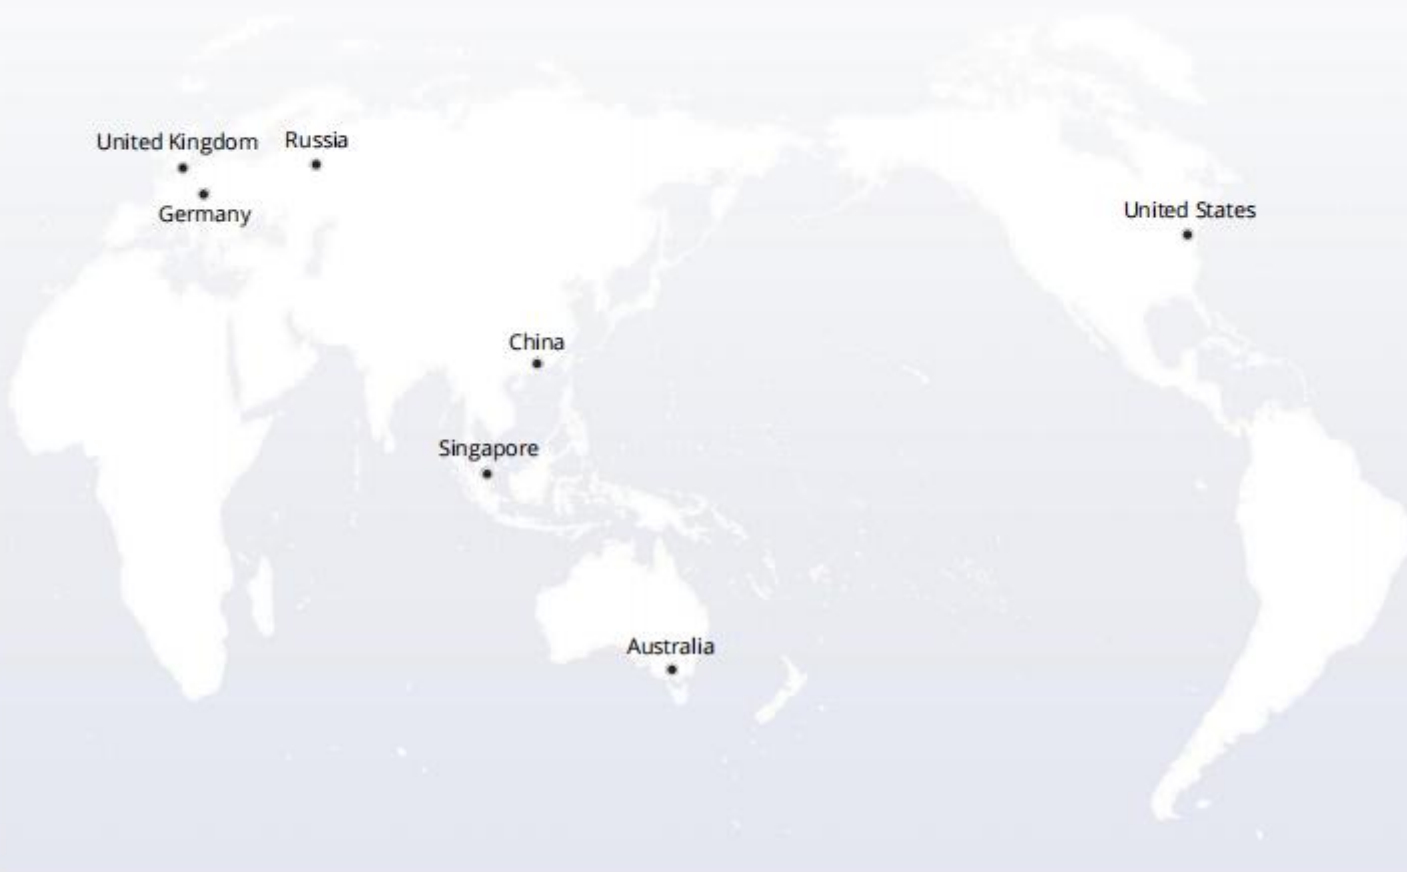 United Kingdom
Russia
Germany
United States
China
Singapore
Australia